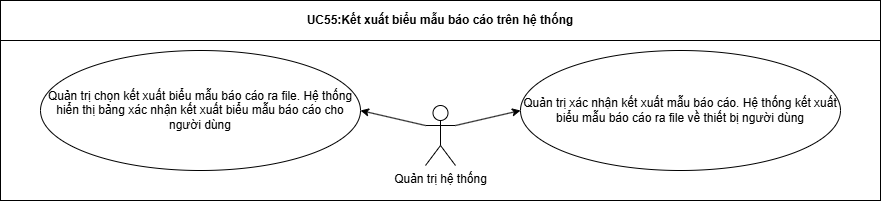 UC55:Kết xuất biểu mẫu báo cáo trên hệ thống
Quản trị chọn kết xuất biểu mẫu báo cáo ra file. Hệ thống
hiển thị bảng xác nhận kết xuất biểu mẫu báo cáo cho
người dùng
Quản trị xác nhận kết xuất mẫu báo cáo. Hệ thống kết xuất
biểu mẫu báo cáo ra file về thiết bị người dùng
Quản trị hệ thống